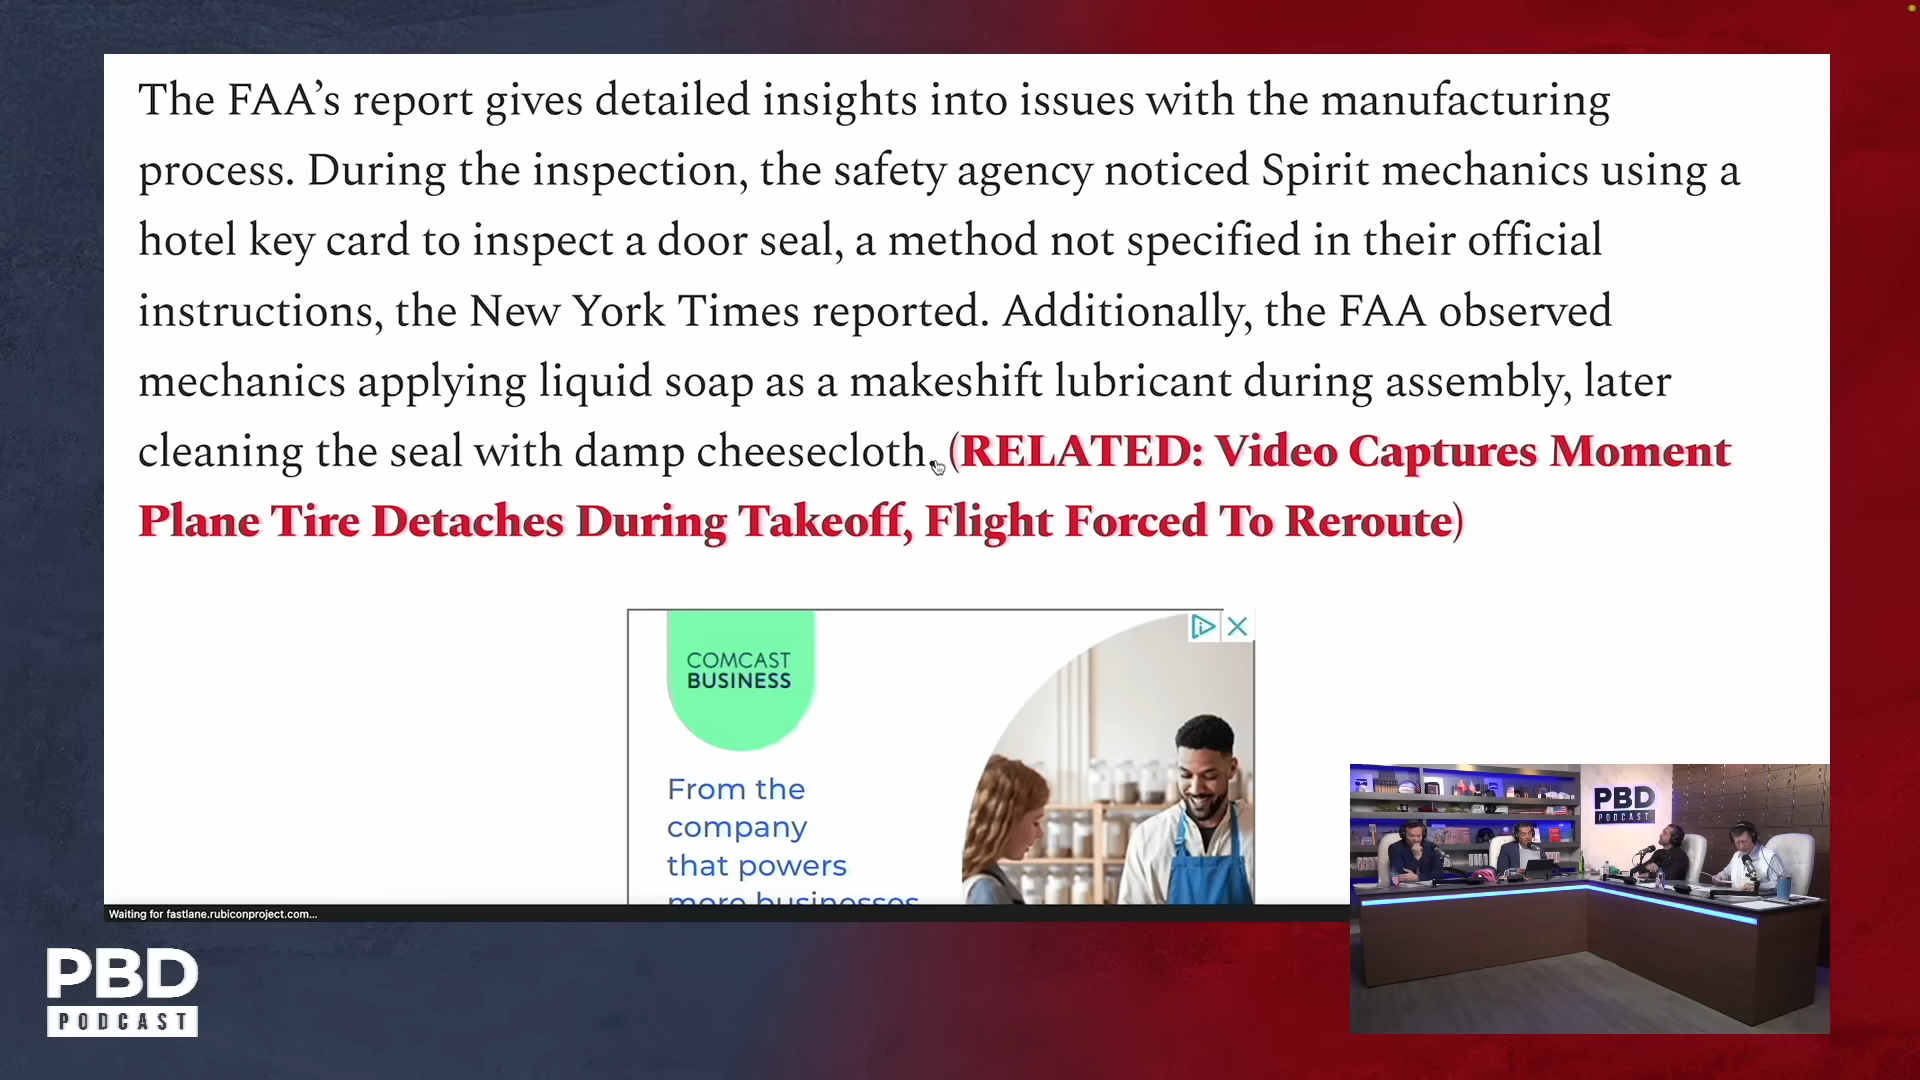 The FAA’s report gives detailed insights into issues with the manufacturing
process. During the inspection, the safety agency noticed Spirit mechanics using a
hotel key card to inspect a door seal, a method not specified in their official
instructions, the New York Times reported. Additionally, the FAA observed
mechanics applying liquid soap as a makeshift lubricant during assembly, later
cleaning the seal with damp cheesecloth. (RELATED: Video Captures Moment
Plane Tire Detaches During Takeoff, Flight Forced To Reroute)
COMCAST
BUSINESS
From the
company
that powers
more businesses
Waiting for fastlane.rubiconproject.com...
PBD
PODCAST
PBD
PODCAST